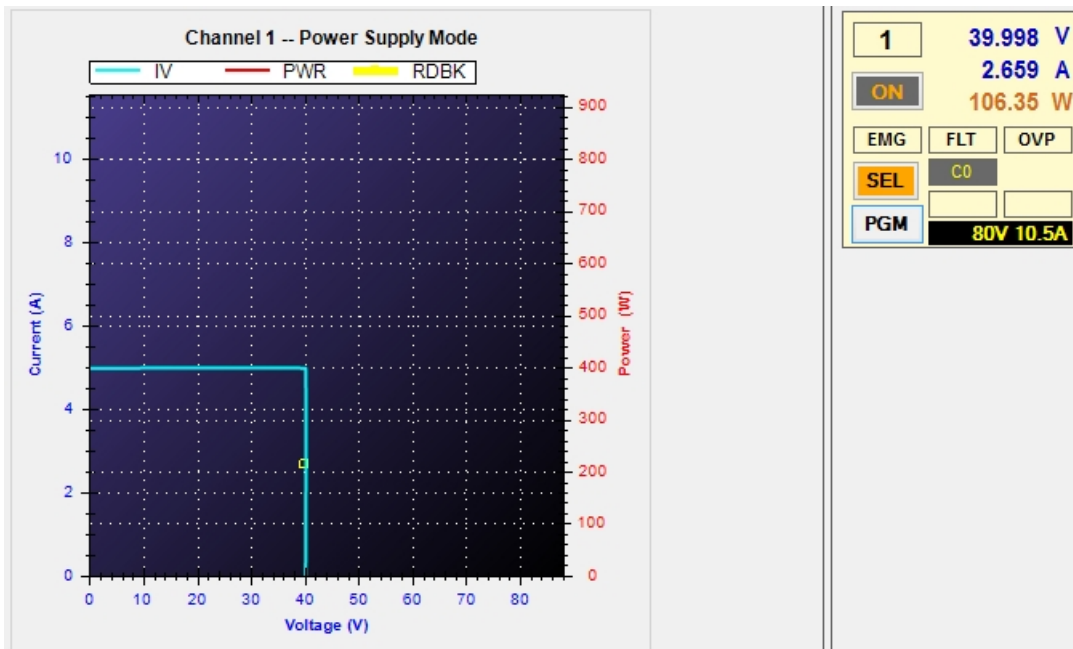 Channel 1 -- Power Supply Mode
IV PWR RDBK
10
8
6
4
2
0
Current (A)
900
800
700
600
500
400
300
200
100
0
Power (W)
0 10 20 30 40 50 60 70 80
Voltage (V)
1
39.998 V
2.659 A
ON
106.35 W
EMG FLT OVP
SEL
C0
PGM
80V 10.5A